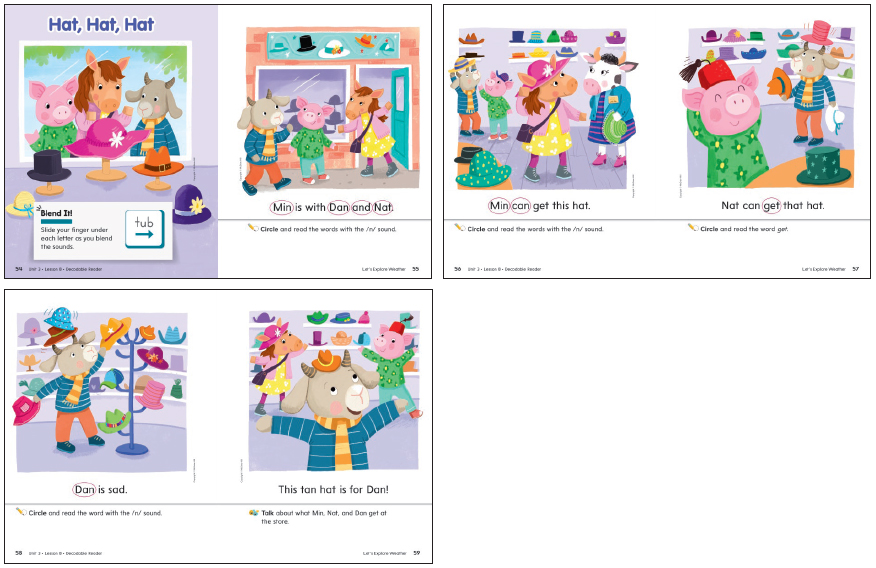 Hat, Hat, Hat
Blend It!
Slide your finger under
each letter as you blend
the sounds.
tub
54 Unit 3 • Lesson 8 • Decodable Reader
Min is with Dan and Nat.
Circle and read the words with the /n/ sound.
Let's Explore Weather 55
Min can get this hat.
Circle and read the words with the /n/ sound.
56 Unit 3 • Lesson 8 • Decodable Reader
Nat can get that hat.
Circle and read the word get.
Let's Explore Weather 57
Dan is sad.
Circle and read the word with the /n/ sound.
58 Unit 3 • Lesson 8 • Decodable Reader
This tan hat is for Dan!
Talk about what Min, Nat, and Dan get at
the store.
Let's Explore Weather 59